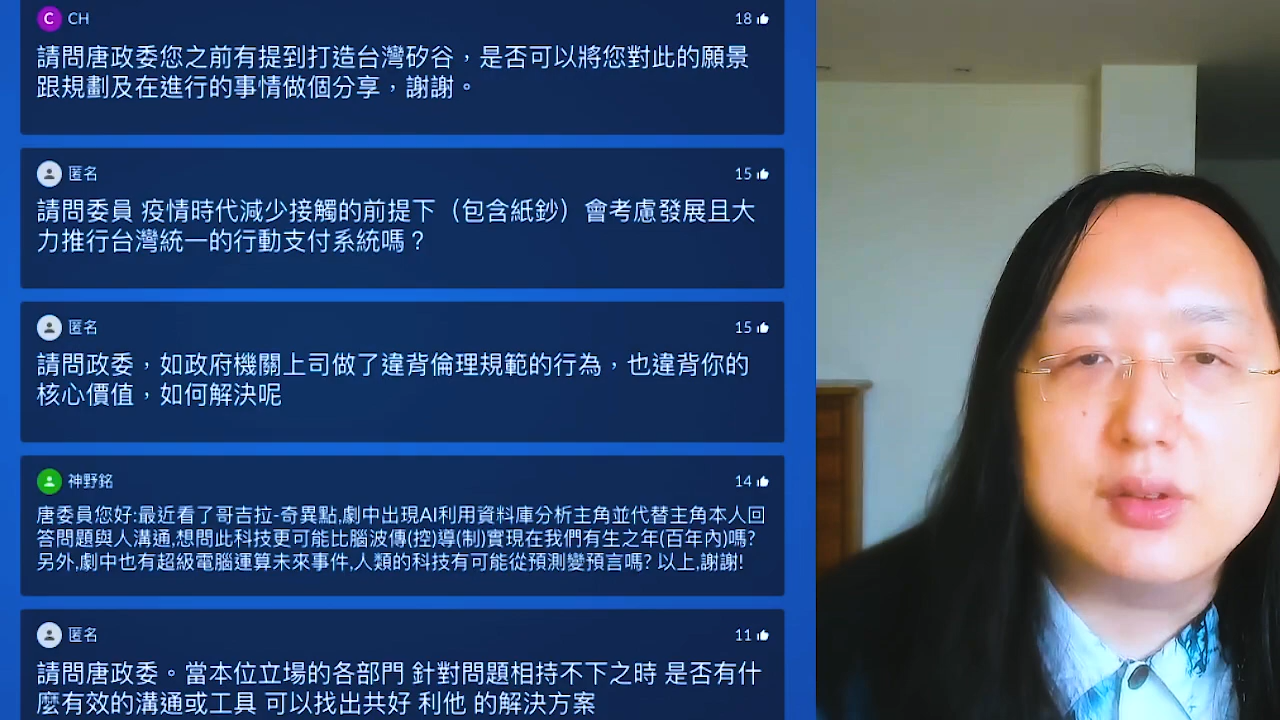 C CH 18
請問唐政委您之前有提到打造台灣矽谷，是否可以將您對此的願景
跟規劃及在進行的事情做個分享，謝謝。
匿名 15
請問委員 疫情時代減少接觸的前提下（包含紙鈔）會考慮發展且大
力推行台灣統一的行動支付系統嗎？
匿名 15
請問政委，如政府機關上司做了違背倫理規範的行為，也違背你的
核心價值，如何解決呢
神野銘 14
唐委員您好:最近看了哥吉拉-奇異點,劇中出現AI利用資料庫分析主角並代替主角本人回
答問題與人溝通,想問此科技更可能比腦波傳(控)導(制)實現在我們有生之年(百年內)嗎?
另外,劇中也有超級電腦運算未來事件,人類的科技有可能從預測變預言嗎? 以上,謝謝!
匿名 11
請問唐政委。當本位立場的各部門 針對問題相持不下之時 是否有什
麼有效的溝通或工具 可以找出共好 利他 的解決方案